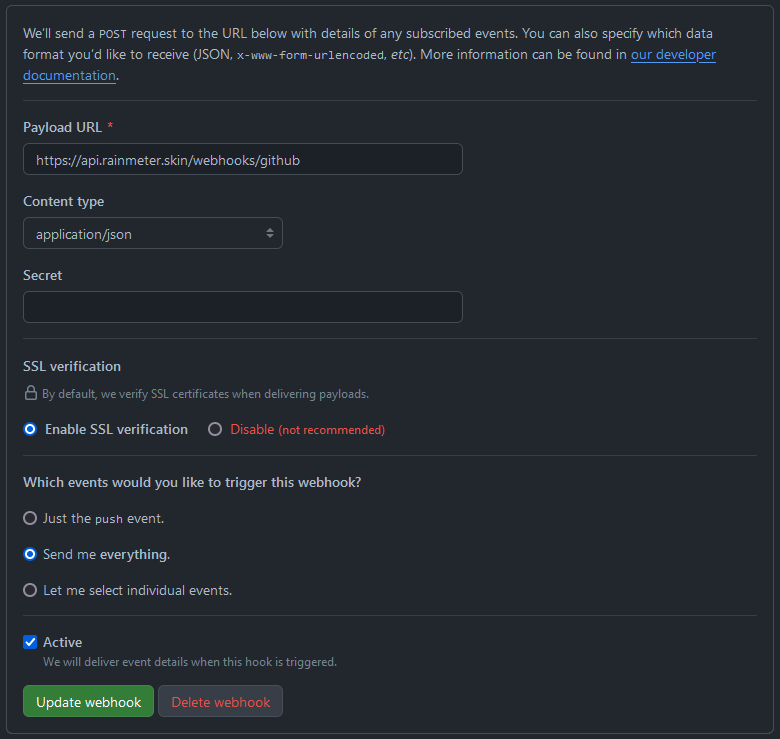 We'll send a POST request to the URL below with details of any subscribed events. You can also specify which data
format you'd like to receive (JSON, x-www-form-urlencoded, etc). More information can be found in our developer
documentation.
Payload URL *
https://api.rainmeter.skin/webhooks/github
Content type
application/json
Secret
SSL verification
By default, we verify SSL certificates when delivering payloads.
Enable SSL verification Disable (not recommended)
Which events would you like to trigger this webhook?
Just the push event.
Send me everything.
Let me select individual events.
Active
We will deliver event details when this hook is triggered.
Update webhook Delete webhook